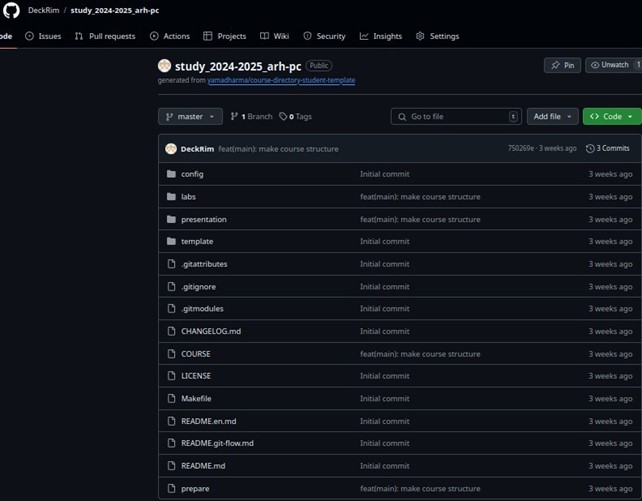 DeckRim / study_2024-2025_arh-pc
ode Issues Pull requests Actions Projects Wiki Security Insights Settings
study_2024-2025_arh-pc Public Pin Unwatch 1
generated from yamadharma/course-directory-student-template
master 1 Branch 0 Tags Go to file t Add file Code
DeckRim feat(main): make course structure 750269e · 3 weeks ago 3 Commits
config Initial commit 3 weeks ago
labs feat(main): make course structure 3 weeks ago
presentation feat(main): make course structure 3 weeks ago
template Initial commit 3 weeks ago
.gitattributes Initial commit 3 weeks ago
.gitignore Initial commit 3 weeks ago
.gitmodules Initial commit 3 weeks ago
CHANGELOG.md Initial commit 3 weeks ago
COURSE feat(main): make course structure 3 weeks ago
LICENSE Initial commit 3 weeks ago
Makefile Initial commit 3 weeks ago
README.en.md Initial commit 3 weeks ago
README.git-flow.md Initial commit 3 weeks ago
README.md Initial commit 3 weeks ago
prepare feat(main): make course structure 3 weeks ago